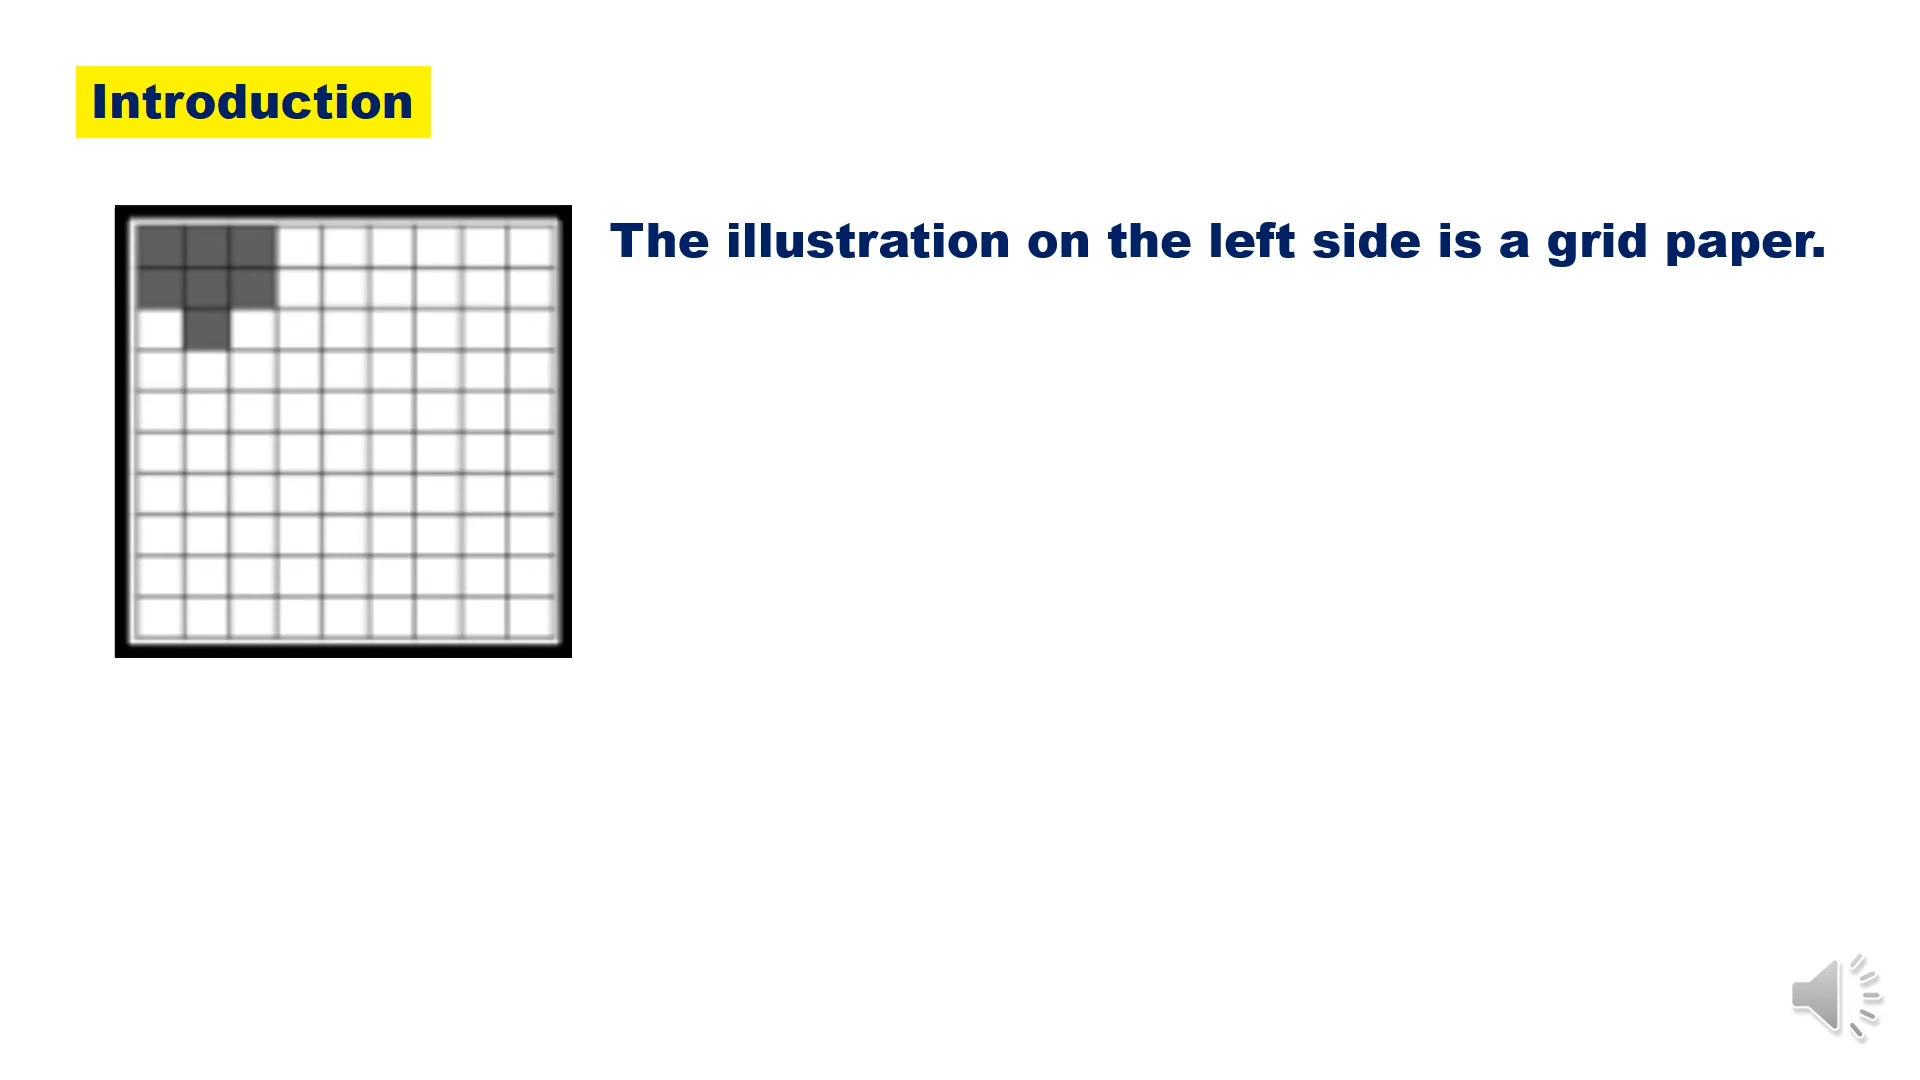 Introduction
The illustration on the left side is a grid paper.